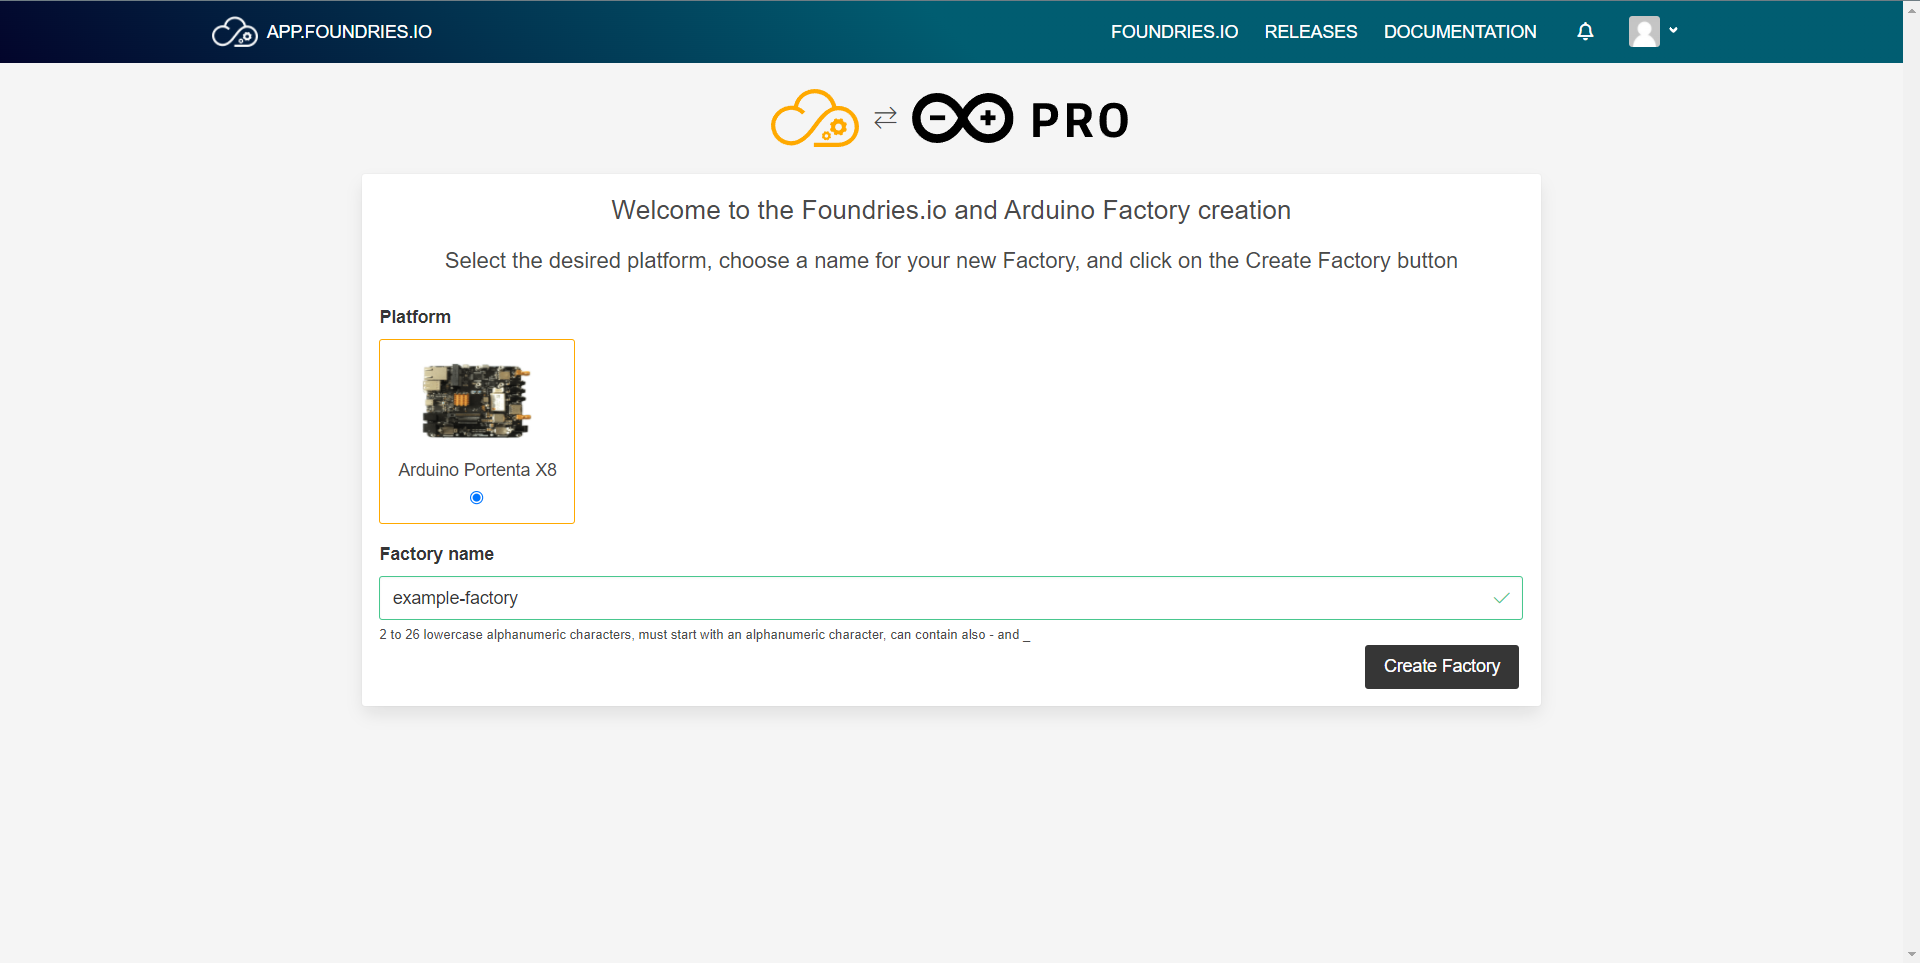 APP.FOUNDRIES.IO
FOUNDRIES.IO
RELEASES
DOCUMENTATION
PRO
Welcome to the Foundries.io and Arduino Factory creation
Select the desired platform, choose a name for your new Factory, and click on the Create Factory button
Platform
Arduino Portenta X8
Factory name
example-factory
2 to 26 lowercase alphanumeric characters, must start with an alphanumeric character, can contain also - and _
Create Factory